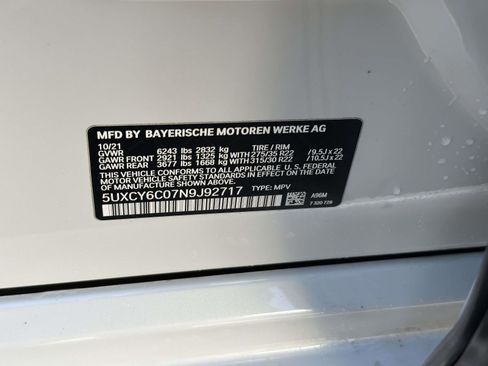 MFD BY BAYERISCHE MOTOREN WERKE AG
10/21 TIRE / RIM
GVWR 6243 lbs 2832 kg
GAWR FRONT 2921 lbs 1325 kg WITH 275/35 R22 / 9.5J x 22
GAWR REAR 3677 lbs 1668 kg WITH 315/30 R22 / 10.5J x 22
THIS VEHICLE CONFORMS TO ALL APPLICABLE U. S. FEDERAL
MOTOR VEHICLE SAFETY STANDARDS IN EFFECT ON THE
DATE OF MANUFACTURE SHOWN ABOVE.
5UXCY6C07N9J92717 TYPE: MPV A96M
7 320 729